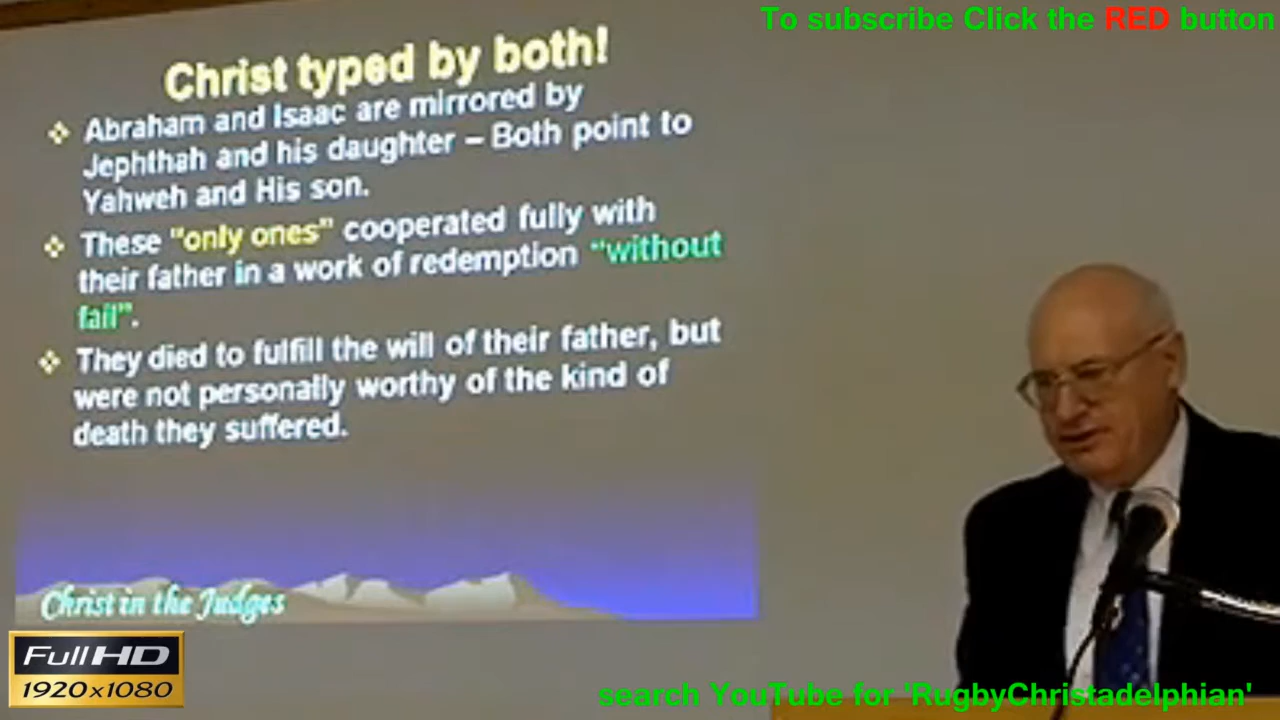 To subscribe Click the RED button
Christ typed by both!
Abraham and Isaac are mirrored by
Jephthah and his daughter – Both point to
Yahweh and His son.
These "only ones" cooperated fully with
their father in a work of redemption "without
fail".
They died to fulfill the will of their father, but
were not personally worthy of the kind of
death they suffered.
Christ in the Judges
Full HD
1920x1080
search YouTube for 'RugbyChristadelphian'